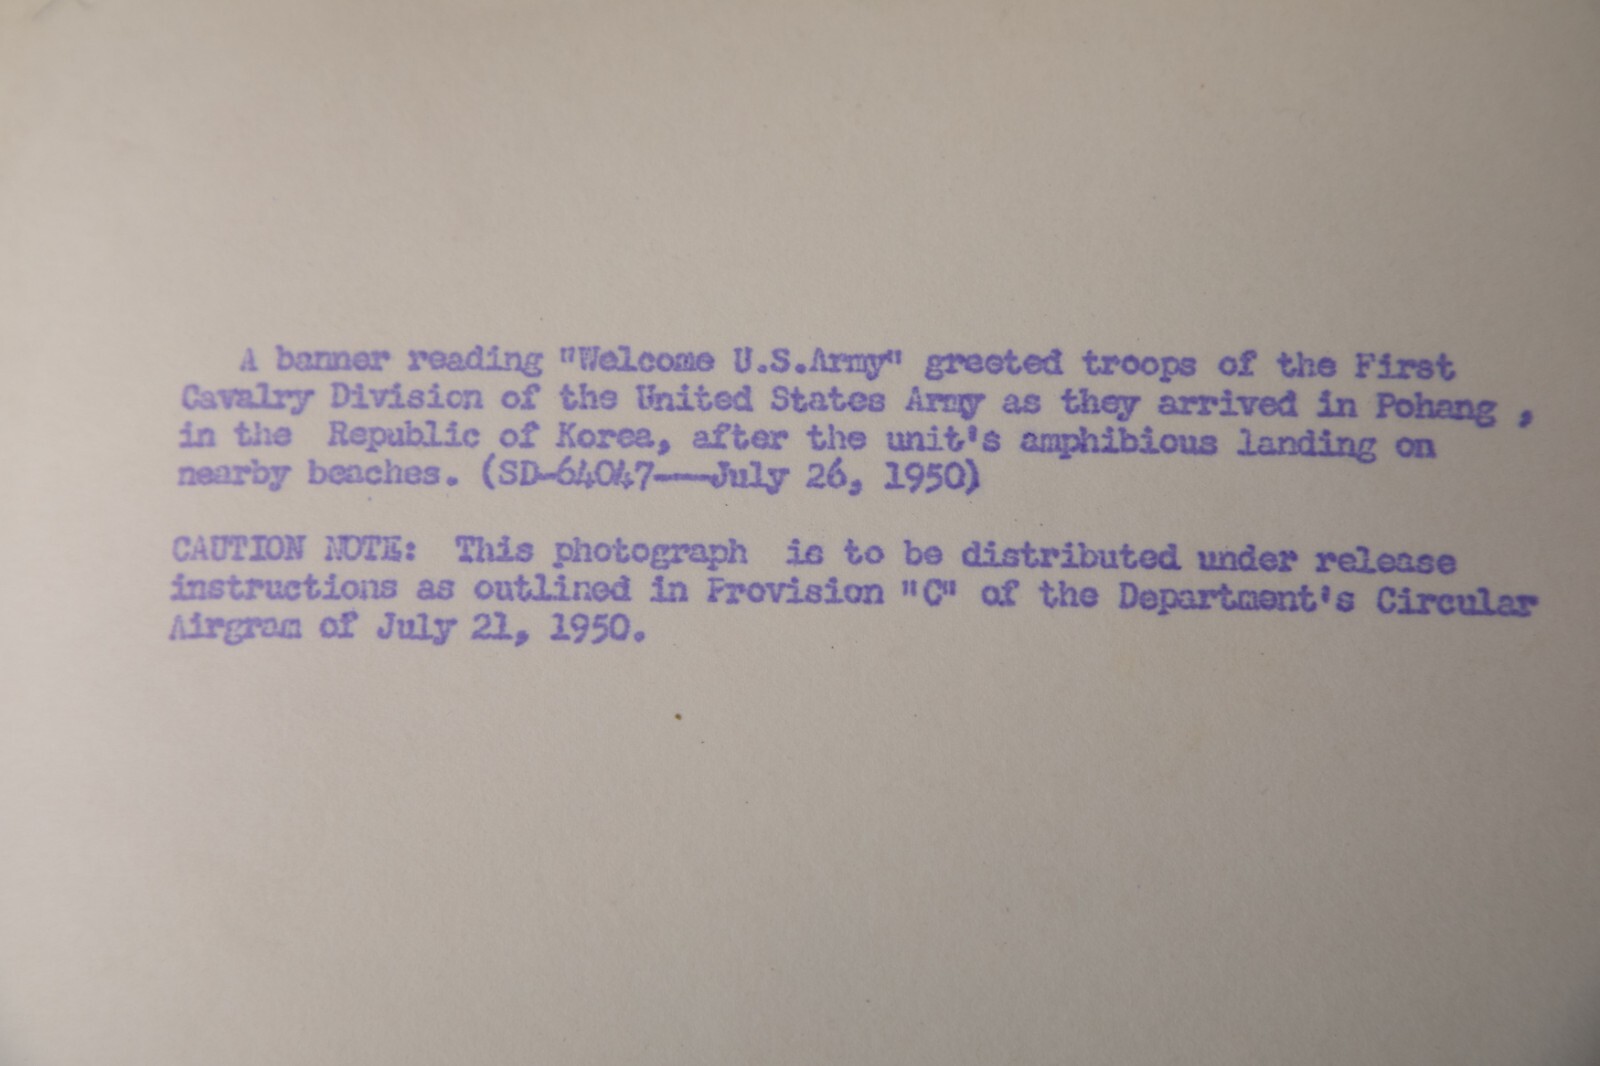 A banner reading "Welcome U.S.Army" greeted troops of the First
Cavalry Division of the United States Army as they arrived in Pohang ,
in the Republic of Korea, after the unit's amphibious landing on
nearby beaches. (SD-64047---July 26, 1950)
CAUTION NOTE: This photograph is to be distributed under release
instructions as outlined in Provision "C" of the Department's Circular
Airgram of July 21, 1950.